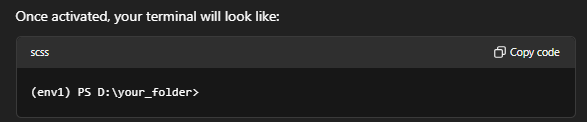 Once activated, your terminal will look like:
scss Copy code
(env1) PS D:\your_folder>